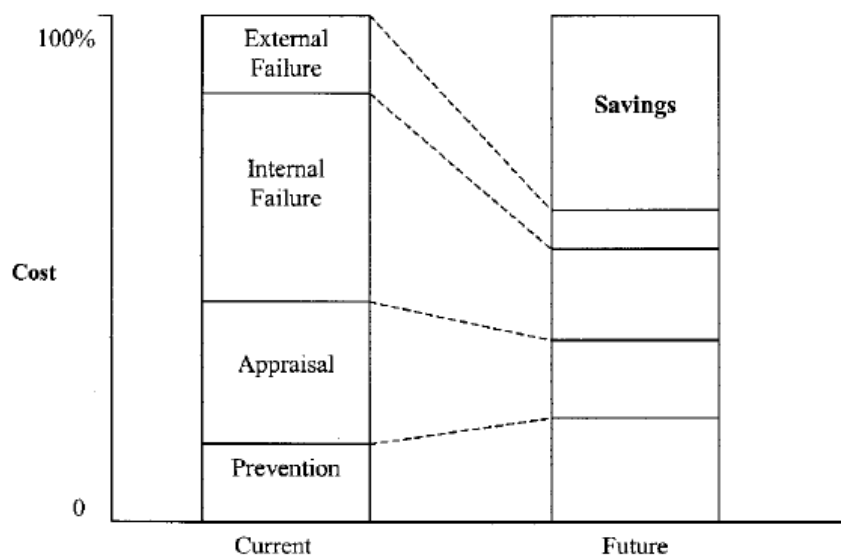 100%
External
Failure
Savings
Internal
Failure
Cost
Appraisal
Prevention
0
Current
Future